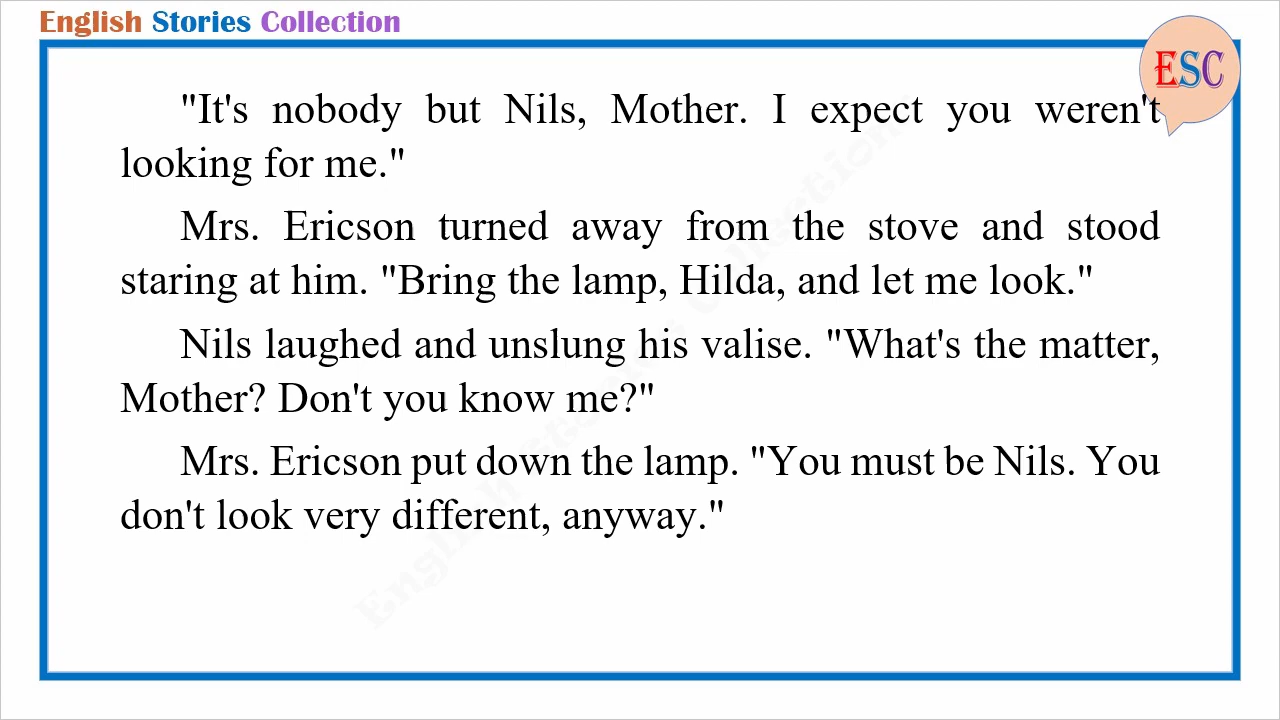 English Stories Collection
ESC
"It's nobody but Nils, Mother. I expect you weren't
looking for me."
Mrs. Ericson turned away from the stove and stood
staring at him. "Bring the lamp, Hilda, and let me look."
Nils laughed and unslung his valise. "What's the matter,
Mother? Don't you know me?"
Mrs. Ericson put down the lamp. "You must be Nils. You
don't look very different, anyway."
English Stories Collection